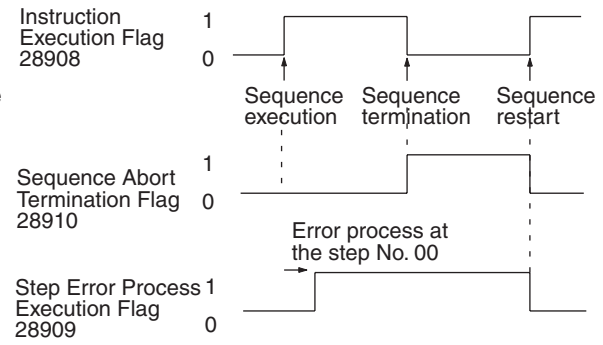 Instruction
Execution Flag
28908
1
0
e
Sequence execution
Sequence termination
Sequence restart
Sequence Abort
Termination Flag
28910
1
0
Error process at
the step No. 00
Step Error Process
Execution Flag
28909
1
0